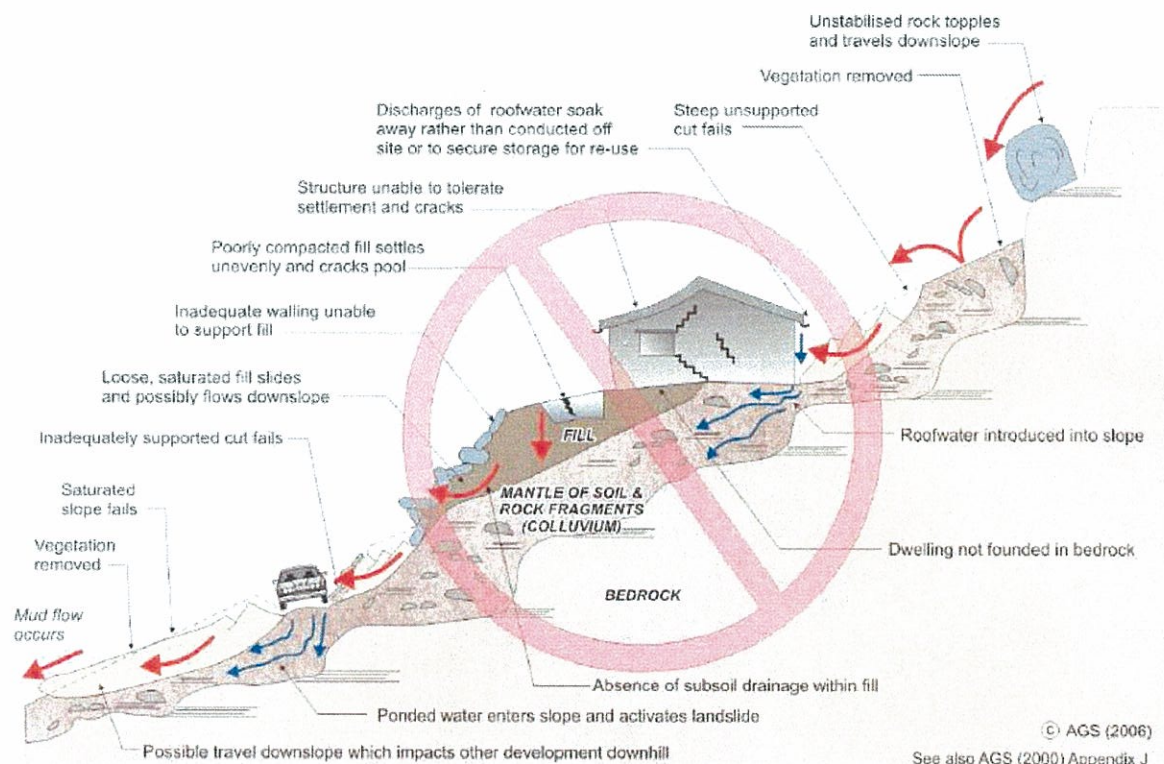 Unstabilised rock topples
and travels downslope
Vegetation removed
Discharges of roofwater soak
away rather than conducted off
site or to secure storage for re-use
Steep unsupported
cut fails
Structure unable to tolerate
settlement and cracks
Poorly compacted fill settles
unevenly and cracks pool
Inadequate walling unable
to support fill
Loose, saturated fill slides
and possibly flows downslope
Inadequately supported cut fails
Saturated
slope fails
Vegetation
removed
Mud flow
occurs
FILL
MANTLE OF SOIL &
ROCK FRAGMENTS
(COLLUVIUM)
BEDROCK
Roofwater introduced into slope
Dwelling not founded in bedrock
Absence of subsoil drainage within fill
Ponded water enters slope and activates landslide
Possible travel downslope which impacts other development downhill
© AGS (2006)
See also AGS (2000) Appendix J